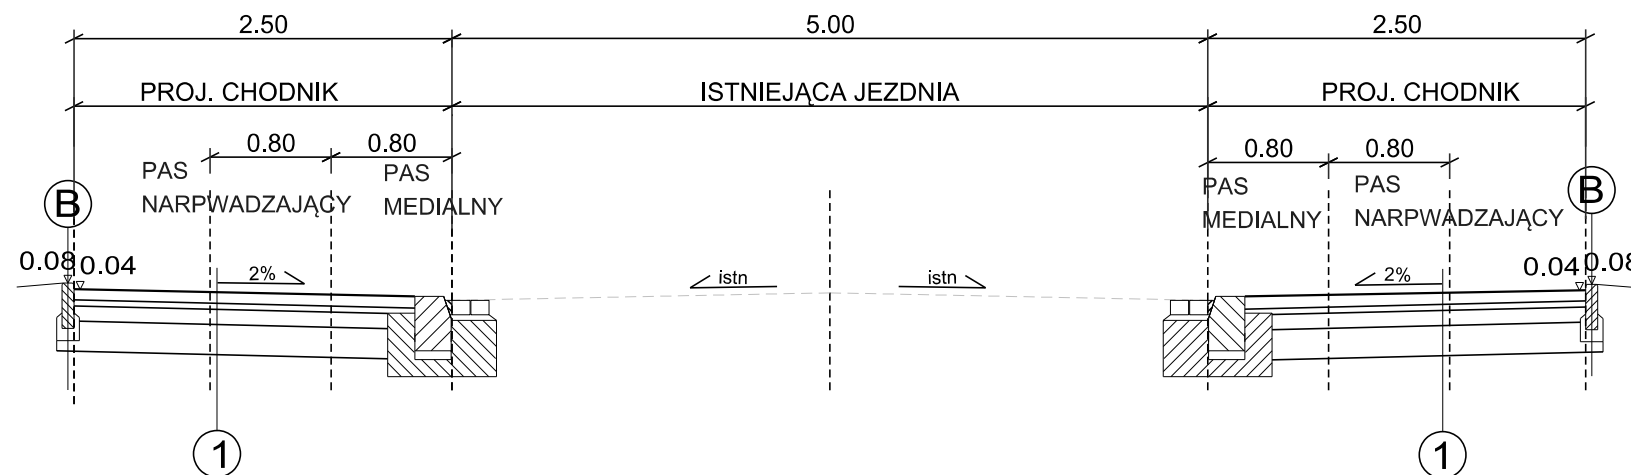 2.50 5.00 2.50
PROJ. CHODNIK ISTNIEJĄCA JEZDNIA PROJ. CHODNIK
0.80 0.80 0.80 0.80
PAS PAS PAS PAS
NARPWADZAJĄCY MEDIALNY MEDIALNY NARPWADZAJĄCY
B B
0.08 0.04 0.04 0.08
2% istn istn 2%
1 1